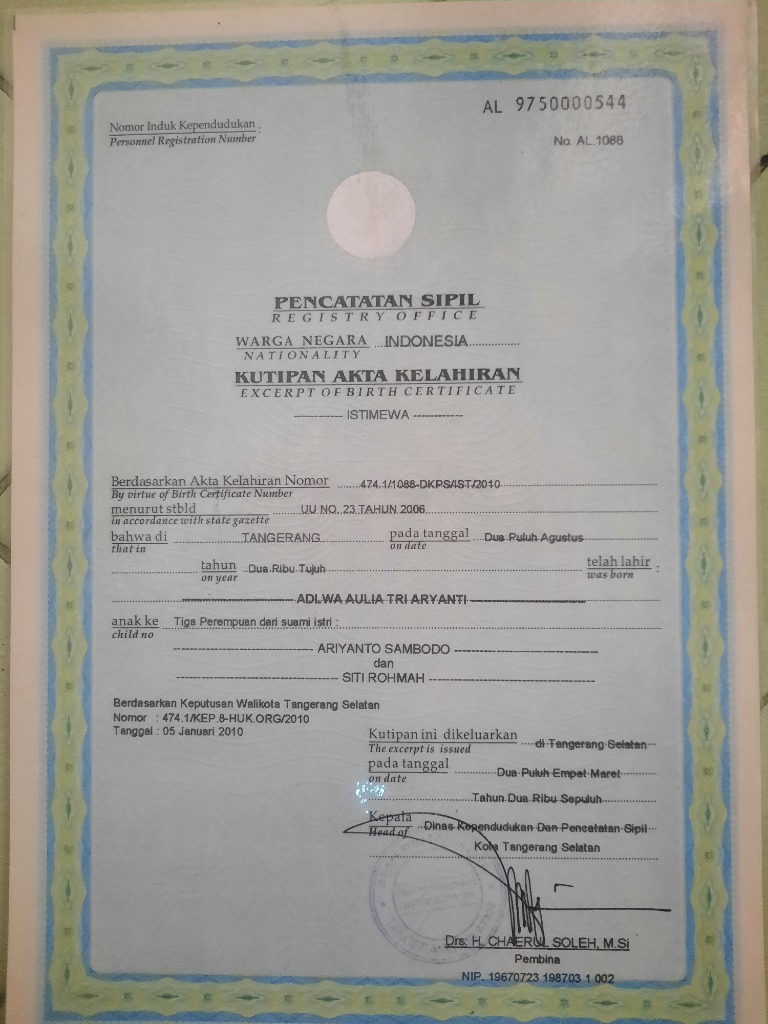 AL 9750000544
Nomor Induk Kependudukan :
Personnel Registration Number
No. AL.1088
PENCATATAN SIPIL
REGISTRY OFFICE
WARGA NEGARA ...INDONESIA...............
NATIONALITY
KUTIPAN AKTA KELAHIRAN
EXCERPT OF BIRTH CERTIFICATE
----------- ISTIMEWA ------------
Berdasarkan Akta Kelahiran Nomor ......474.1/1088-DKPS/IST/2010
By virtue of Birth Certificate Number
menurut stbld UU NO. 23 TAHUN 2006
in accordance with state gazette
bahwa di TANGERANG pada tanggal Dua Puluh Agustus
that in on date
tahun Dua Ribu Tujuh telah lahir :
on year was born
ADLWA AULIA TRI ARYANTI
anak ke Tiga Perempuan dari suami istri :
child no
ARIYANTO SAMBODO
dan
SITI ROHMAH
Berdasarkan Keputusan Walikota Tangerang Selatan
Nomor : 474.1/KEP.8-HUK.ORG/2010
Tanggal : 05 Januari 2010
Kutipan ini dikeluarkan di Tangerang Selatan
The excerpt is issued
pada tanggal Dua Puluh Empat Maret
on date
Tahun Dua Ribu Sepuluh
Kepala Dinas Kependudukan Dan Pencatatan Sipil
Head of
Kota Tangerang Selatan
Drs. H. CHAERUL SOLEH, M.Si
Pembina
NIP. 19670723 198703 1 002